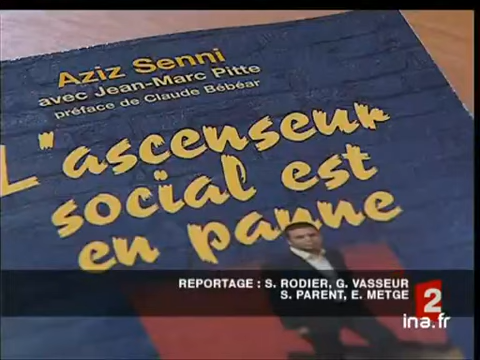 Aziz Senni
avec Jean-Marc Pitte
préface de Claude Bébéar
L'ascenseur
social est
en panne
REPORTAGE : S. RODIER, G. VASSEUR
S. PARENT, E. METGE
2
ina.fr